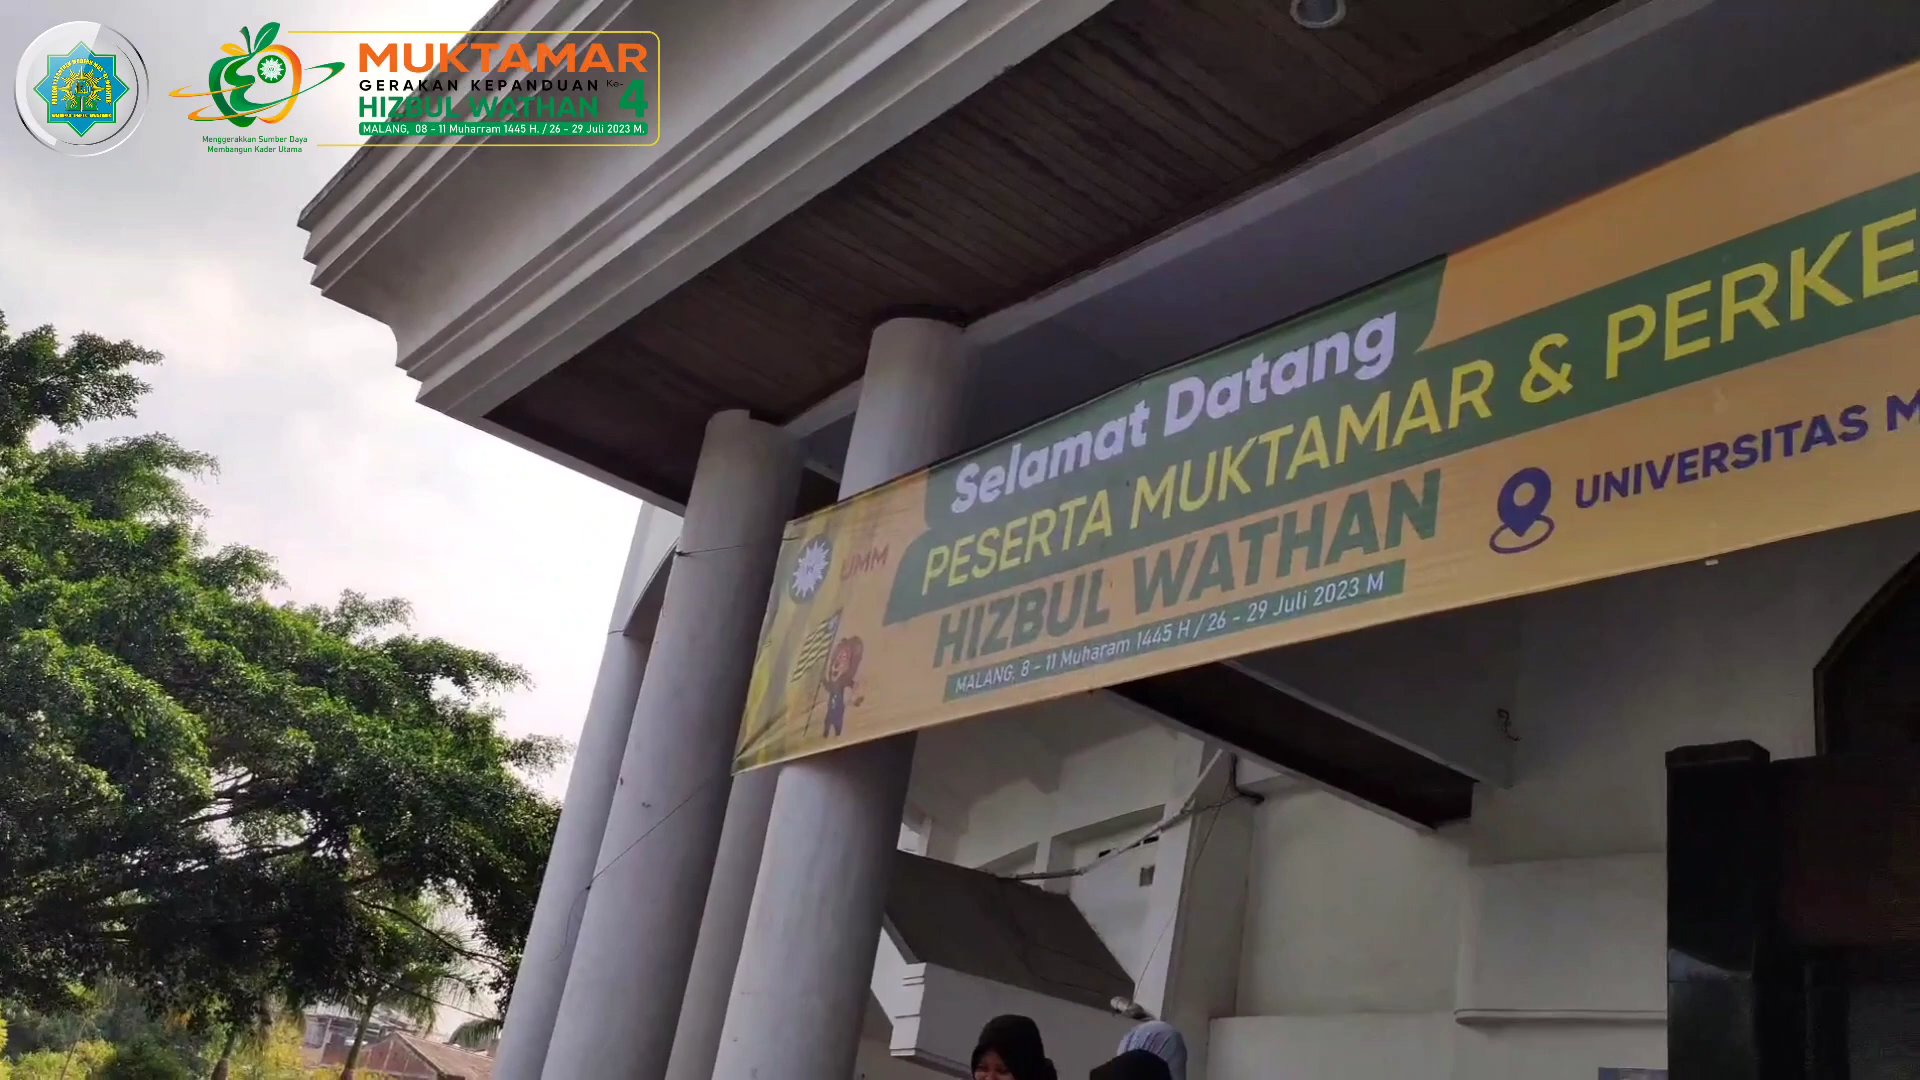 MUKTAMAR
GERAKAN KEPANDUAN Ke-
HIZBUL WATHAN 4
MALANG, 08 - 11 Muharram 1445 H. / 26 - 29 Juli 2023 M.
Menggerakkan Sumber Daya
Membangun Kader Utama
Selamat Datang
PESERTA MUKTAMAR & PERKE
HIZBUL WATHAN
MALANG, 8 - 11 Muharam 1445 H / 26 - 29 Juli 2023 M
UMM
UNIVERSITAS M